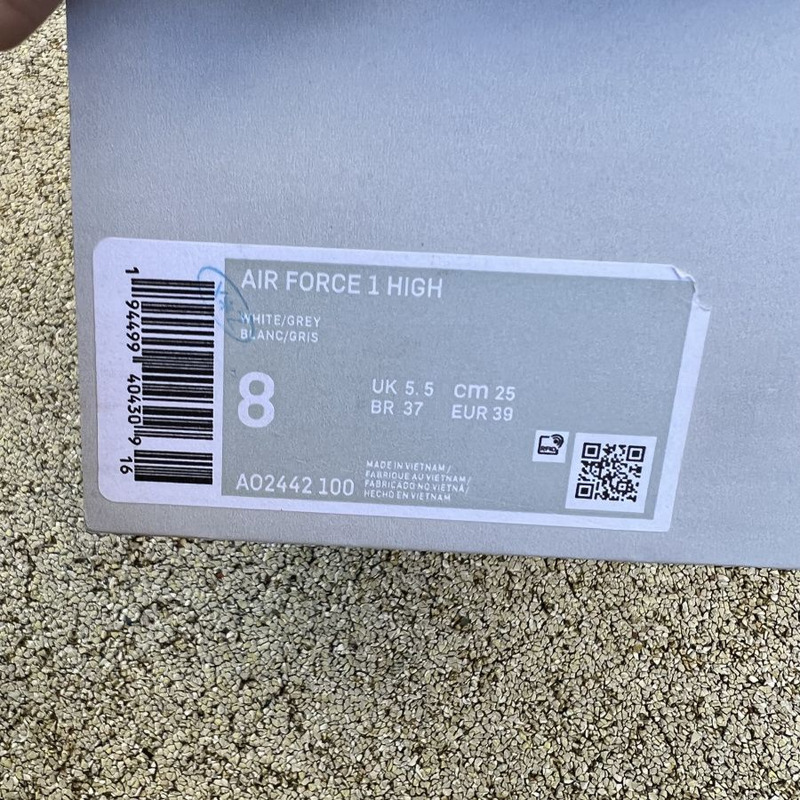 AIR FORCE 1 HIGH
WHITE/GREY
BLANC/GRIS
8
UK 5.5 cm 25
BR 37 EUR 39
AO2442 100
MADE IN VIETNAM /
FABRIQUE AU VIETNAM /
FABRICADO NO VIETNÃ /
HECHO EN VIETNAM
RFID
1 94499 40430 9 16